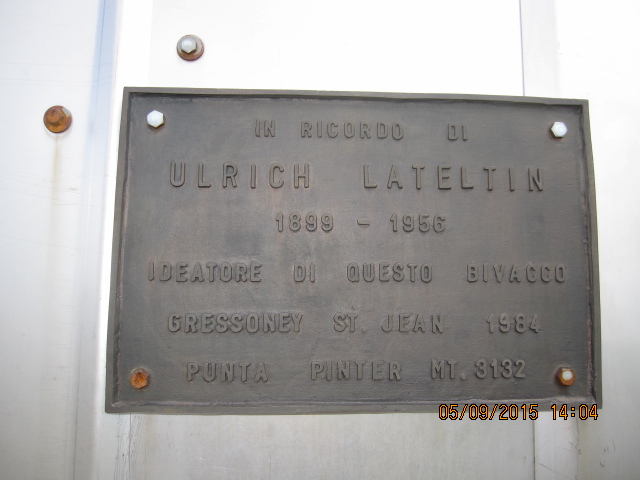 IN RICORDO DI
ULRICH LATELTIN
1899 - 1956
IDEATORE DI QUESTO BIVACCO
GRESSONEY ST. JEAN 1984
PUNTA PINTER MT. 3132
05/09/2015 14:04